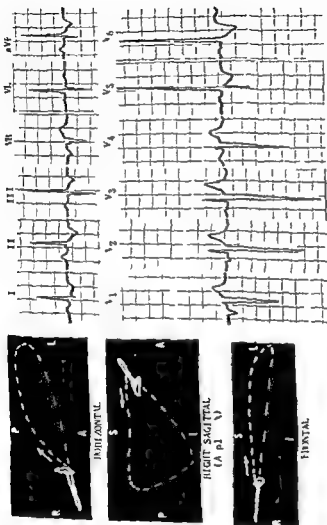 I II III VR VL aVF
V1 V2 V3 V4 V5 V6
P
R L
A
HORIZONTAL
S
P A
I
RIGHT SAGITTAL
S
R L
I
FRONTAL